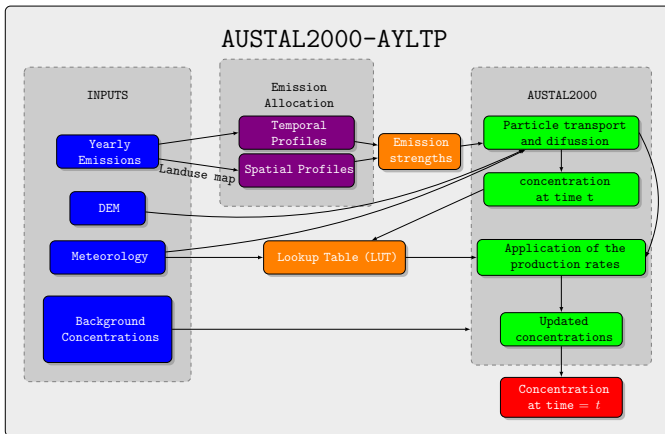 AUSTAL2000-AYLTP
INPUTS
Yearly
Emissions
Landuse map
DEM
Meteorology
Background
Concentrations
Emission
Allocation
Temporal
Profiles
Spatial Profiles
Emission
strengths
Lookup Table (LUT)
AUSTAL2000
Particle transport
and difussion
concentration
at time t
Application of the
production rates
Updated
concentrations
Concentration
at time = t